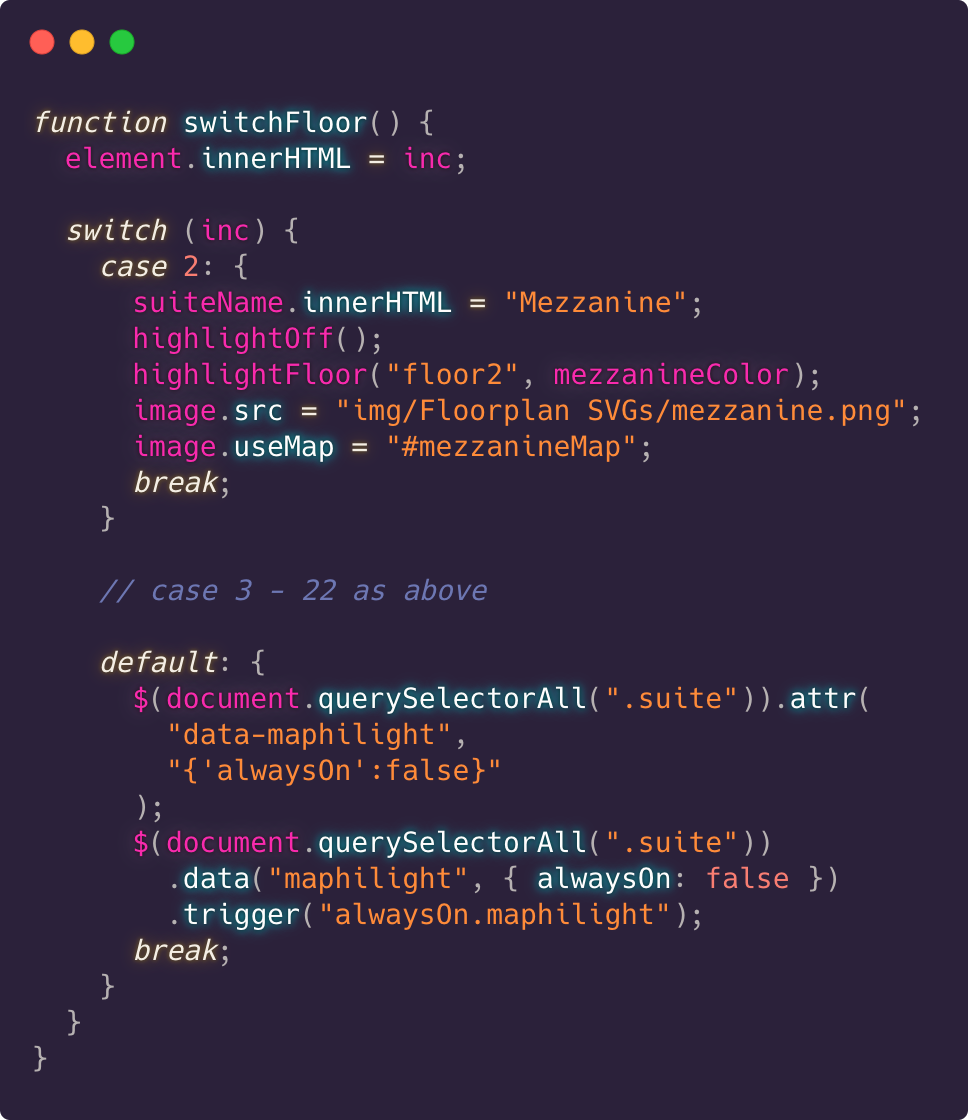 function switchFloor() {
  element.innerHTML = inc;

  switch (inc) {
    case 2: {
      suiteName.innerHTML = "Mezzanine";
      highlightOff();
      highlightFloor("floor2", mezzanineColor);
      image.src = "img/Floorplan SVGs/mezzanine.png";
      image.useMap = "#mezzanineMap";
      break;
    }

    // case 3 - 22 as above

    default: {
      $(document.querySelectorAll(".suite")).attr(
        "data-maphilight",
        "{'alwaysOn':false}"
      );
      $(document.querySelectorAll(".suite"))
        .data("maphilight", { alwaysOn: false })
        .trigger("alwaysOn.maphilight");
      break;
    }
  }
}